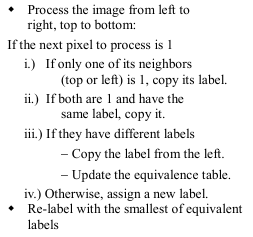 ◆ Process the image from left to
right, top to bottom:
If the next pixel to process is 1
i.) If only one of its neighbors
(top or left) is 1, copy its label.
ii.) If both are 1 and have the
same label, copy it.
iii.) If they have different labels
– Copy the label from the left.
– Update the equivalence table.
iv.) Otherwise, assign a new label.
◆ Re-label with the smallest of equivalent
labels